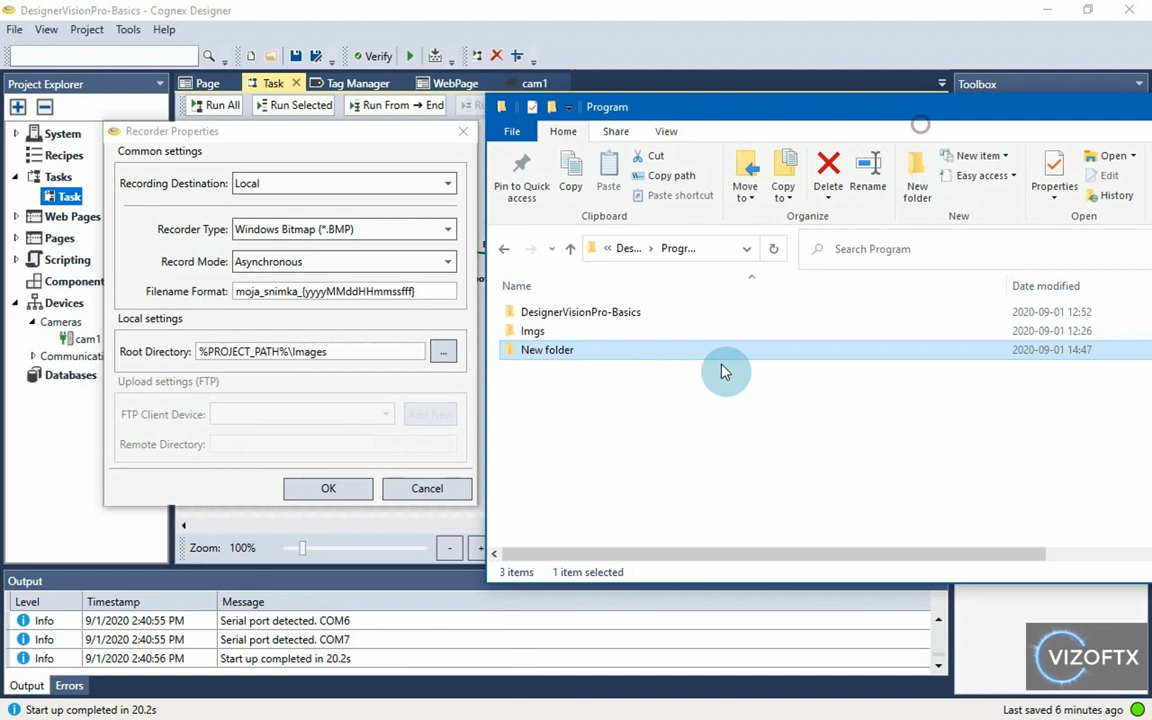 DesignerVisionPro-Basics - Cognex Designer
File View Project Tools Help
Verify
Project Explorer
Page Task Tag Manager WebPage cam1
Toolbox
Run All Run Selected Run From → End
System
Recipes
Tasks
Task
Web Pages
Pages
Scripting
Component
Devices
Cameras
cam1
Communicati
Databases
Recorder Properties
Common settings
Recording Destination: Local
Recorder Type: Windows Bitmap (*.BMP)
Record Mode: Asynchronous
Filename Format: moja_snimka_{yyyyMMddHHmmssfff}
Local settings
Root Directory: %PROJECT_PATH%\Images ...
Upload settings (FTP)
FTP Client Device: Add New
Remote Directory:
OK Cancel
Zoom: 100% - +
Program
File Home Share View
Pin to Quick access
Copy
Paste
Cut
Copy path
Paste shortcut
Clipboard
Move to
Copy to
Delete
Rename
Organize
New folder
New item
Easy access
New
Properties
Open
Edit
History
Open
« Des... › Progr...
Search Program
Name Date modified
DesignerVisionPro-Basics 2020-09-01 12:52
Imgs 2020-09-01 12:26
New folder 2020-09-01 14:47
3 items 1 item selected
Output
Level Timestamp Message
Info 9/1/2020 2:40:55 PM Serial port detected. COM6
Info 9/1/2020 2:40:55 PM Serial port detected. COM7
Info 9/1/2020 2:40:56 PM Start up completed in 20.2s
Output Errors
VIZOFTX
Start up completed in 20.2s
Last saved 6 minutes ago